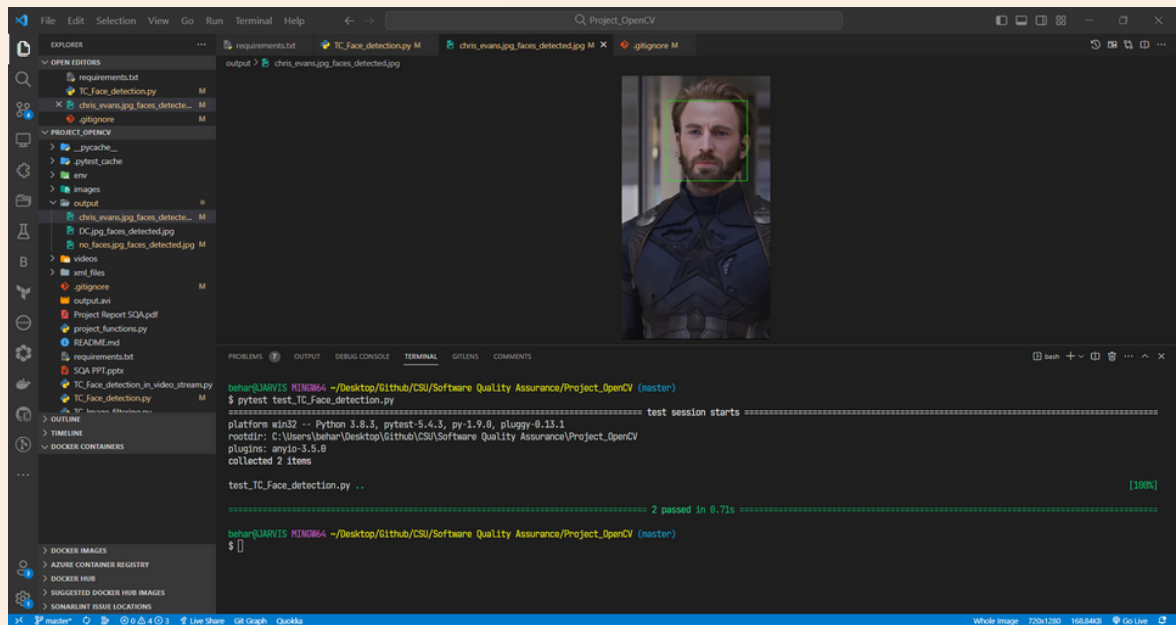 File Edit Selection View Go Run Terminal Help
Project_OpenCV
EXPLORER
requirements.txt
TC_Face_detection.py M
chris_evans.jpg_faces_detected.jpg M
.gitignore M
output > chris_evans.jpg_faces_detected.jpg
OPEN EDITORS
requirements.txt
TC_Face_detection.py M
chris_evans.jpg_faces_detecte... M
.gitignore M
PROJECT_OPENCV
__pycache__
.pytest_cache
env
images
output
chris_evans.jpg_faces_detecte... M
DC.jpg_faces_detected.jpg
no_faces.jpg_faces_detected.jpg M
videos
xml_files
.gitignore M
output.avi
Project Report SQA.pdf
project_functions.py
README.md
requirements.txt
SQA PPT.pptx
TC_Face_detection_in_video_stream.py
TC_Face_detection.py M
TC_Image_filtering.py
OUTLINE
TIMELINE
DOCKER CONTAINERS
DOCKER IMAGES
AZURE CONTAINER REGISTRY
DOCKER HUB
SUGGESTED DOCKER HUB IMAGES
SONARLINT ISSUE LOCATIONS
PROBLEMS 7 OUTPUT DEBUG CONSOLE TERMINAL GITLENS COMMENTS
bash
behar@JARVIS MINGW64 ~/Desktop/Github/CSU/Software Quality Assurance/Project_OpenCV (master)
$ pytest test_TC_Face_detection.py
test session starts
platform win32 -- Python 3.8.3, pytest-5.4.3, py-1.9.0, pluggy-0.13.1
rootdir: C:\Users\behar\Desktop\Github\CSU\Software Quality Assurance\Project_OpenCV
plugins: anyio-3.5.0
collected 2 items
test_TC_Face_detection.py .. [100%]
2 passed in 0.71s
behar@JARVIS MINGW64 ~/Desktop/Github/CSU/Software Quality Assurance/Project_OpenCV (master)
$
master* 0 4 3 Live Share Git Graph Quokka
Whole Image 720x1280 168.84KB Go Live